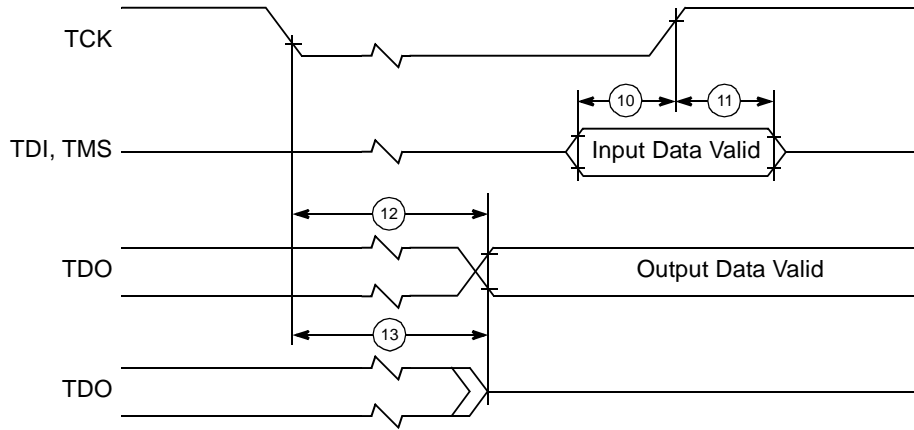 TCK
10
11
TDI, TMS
Input Data Valid
12
TDO
Output Data Valid
13
TDO